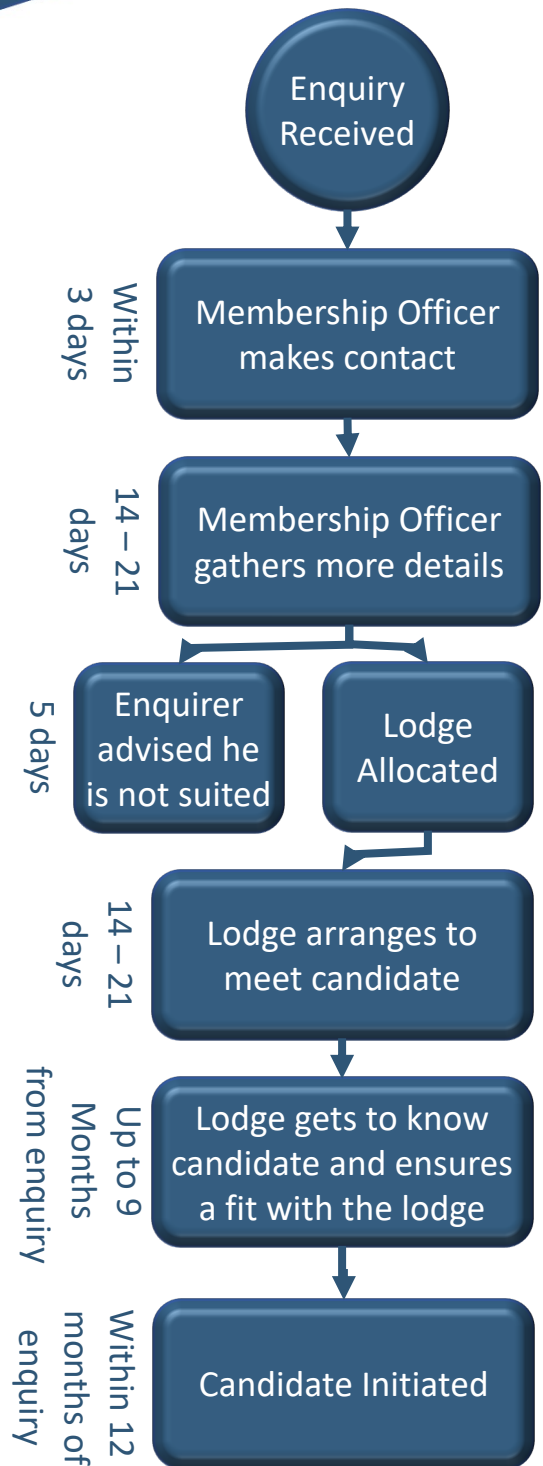 Enquiry
Received
Within
3 days
Membership Officer
makes contact
14 – 21
days
Membership Officer
gathers more details
5 days
Enquirer
advised he
is not suited
Lodge
Allocated
14 – 21
days
Lodge arranges to
meet candidate
Up to 9
Months
from enquiry
Lodge gets to know
candidate and ensures
a fit with the lodge
Within 12
months of
enquiry
Candidate Initiated